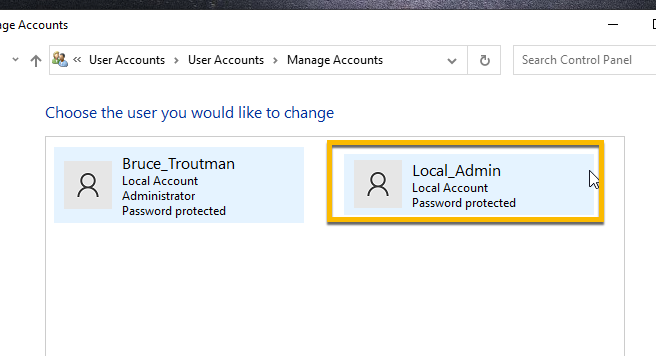 ge Accounts
« User Accounts > User Accounts > Manage Accounts
Search Control Panel
Choose the user you would like to change
Bruce_Troutman
Local Account
Administrator
Password protected
Local_Admin
Local Account
Password protected